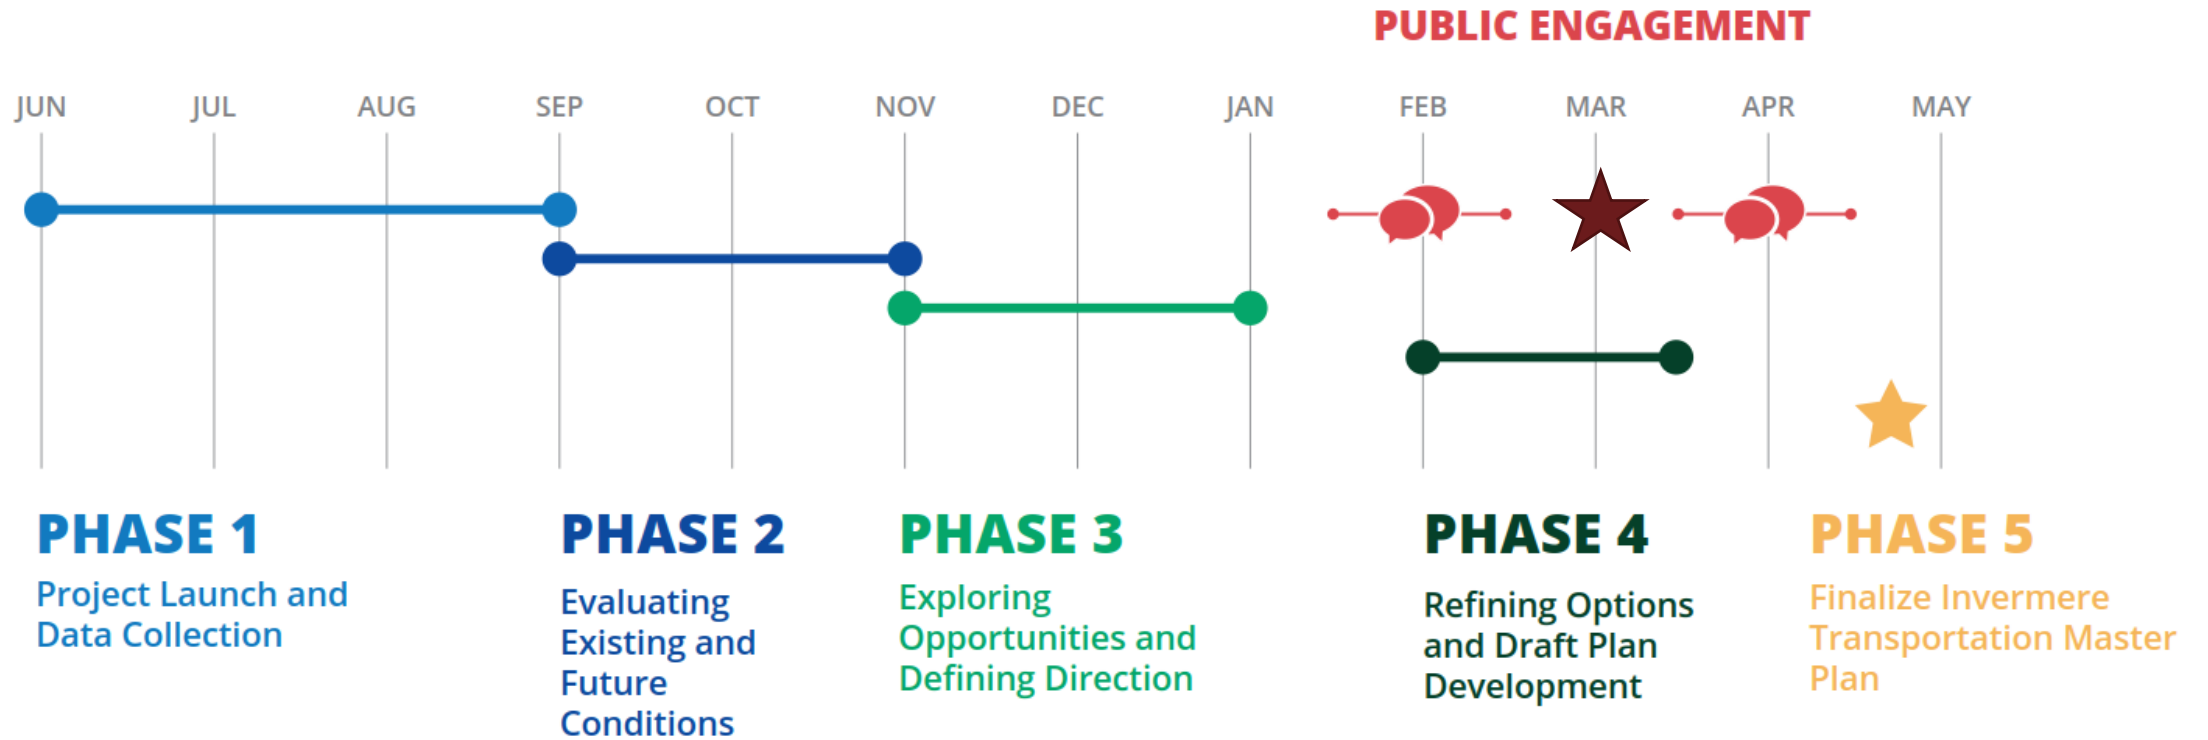 PUBLIC ENGAGEMENT
JUN JUL AUG SEP OCT NOV DEC JAN FEB MAR APR MAY
PHASE 1
Project Launch and
Data Collection
PHASE 2
Evaluating
Existing and
Future
Conditions
PHASE 3
Exploring
Opportunities and
Defining Direction
PHASE 4
Refining Options
and Draft Plan
Development
PHASE 5
Finalize Invermere
Transportation Master
Plan